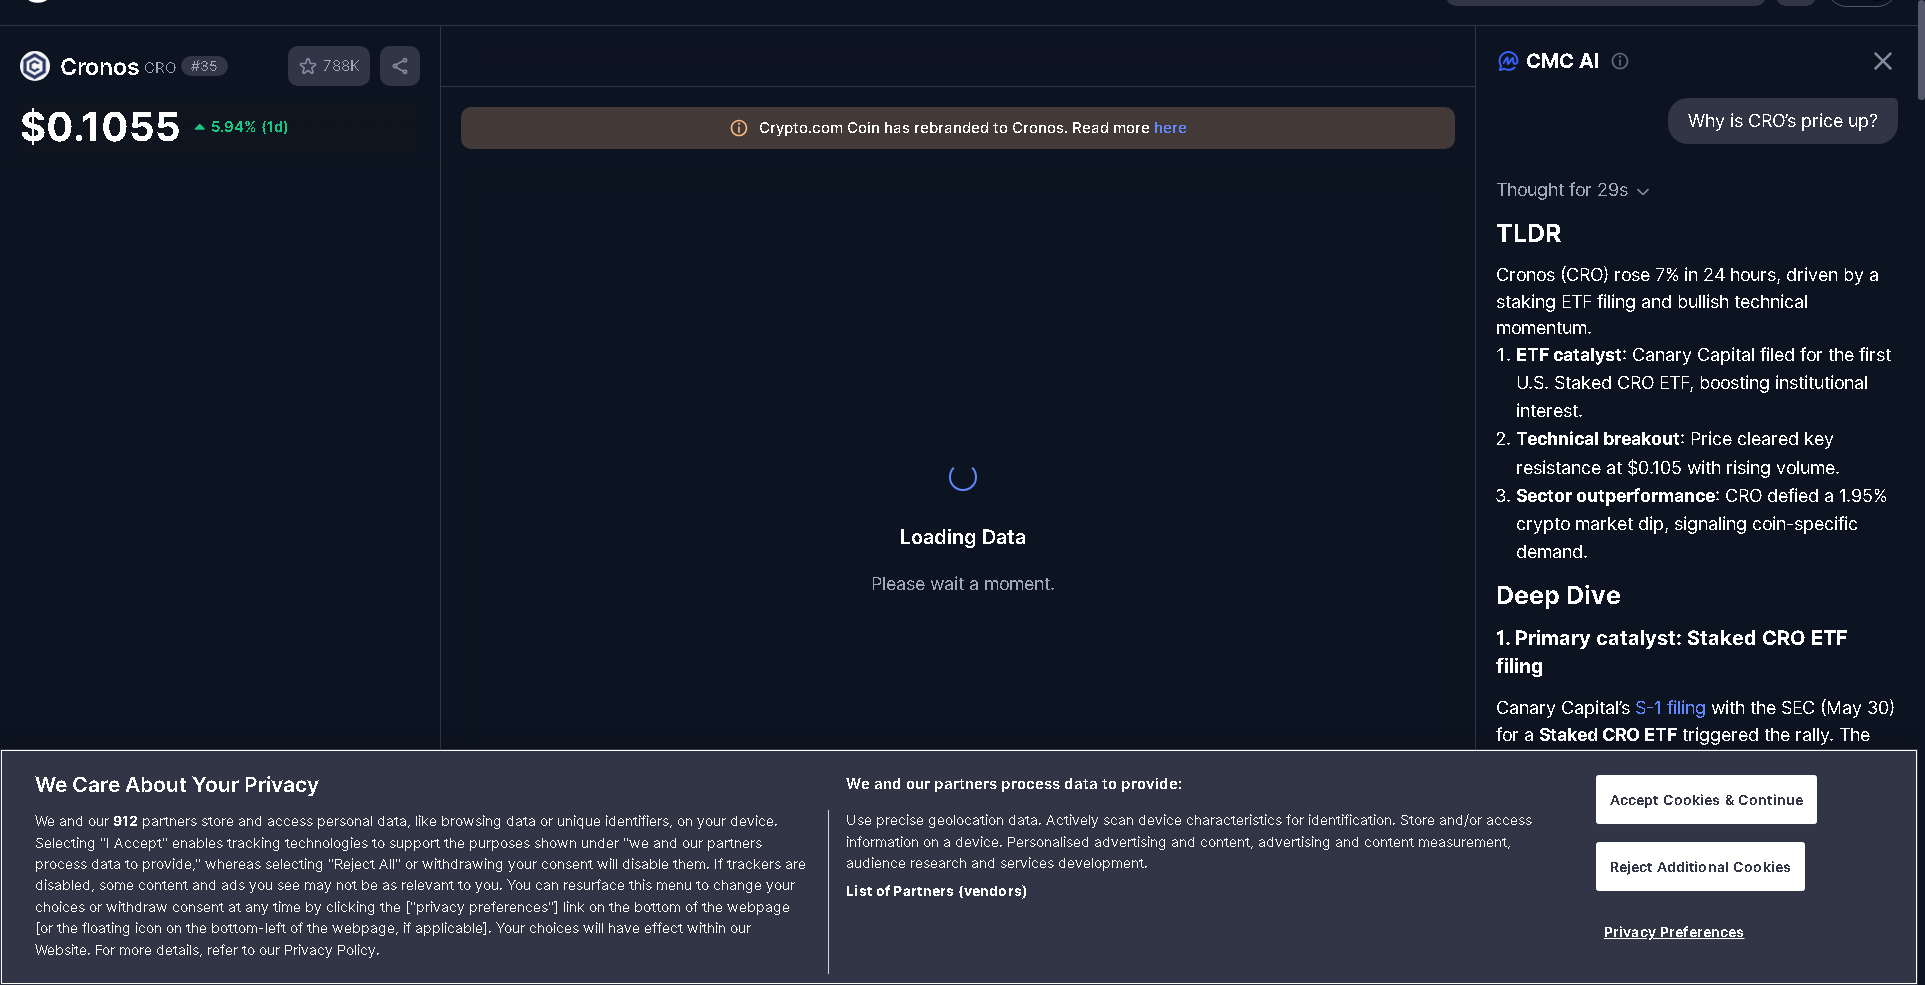 Cronos CRO #35
788K
$0.1055 5.94% (1d)
Crypto.com Coin has rebranded to Cronos. Read more here
Loading Data
Please wait a moment.
CMC AI
Why is CRO's price up?
Thought for 29s
TLDR
Cronos (CRO) rose 7% in 24 hours, driven by a
staking ETF filing and bullish technical
momentum.
1. ETF catalyst: Canary Capital filed for the first
U.S. Staked CRO ETF, boosting institutional
interest.
2. Technical breakout: Price cleared key
resistance at $0.105 with rising volume.
3. Sector outperformance: CRO defied a 1.95%
crypto market dip, signaling coin-specific
demand.
Deep Dive
1. Primary catalyst: Staked CRO ETF
filing
Canary Capital's S-1 filing with the SEC (May 30)
for a Staked CRO ETF triggered the rally. The
We Care About Your Privacy
We and our 912 partners store and access personal data, like browsing data or unique identifiers, on your device.
Selecting "I Accept" enables tracking technologies to support the purposes shown under "we and our partners
process data to provide," whereas selecting "Reject All" or withdrawing your consent will disable them. If trackers are
disabled, some content and ads you see may not be as relevant to you. You can resurface this menu to change your
choices or withdraw consent at any time by clicking the ["privacy preferences"] link on the bottom of the webpage
[or the floating icon on the bottom-left of the webpage, if applicable]. Your choices will have effect within our
Website. For more details, refer to our Privacy Policy.
We and our partners process data to provide:
Use precise geolocation data. Actively scan device characteristics for identification. Store and/or access
information on a device. Personalised advertising and content, advertising and content measurement,
audience research and services development.
List of Partners (vendors)
Accept Cookies & Continue
Reject Additional Cookies
Privacy Preferences